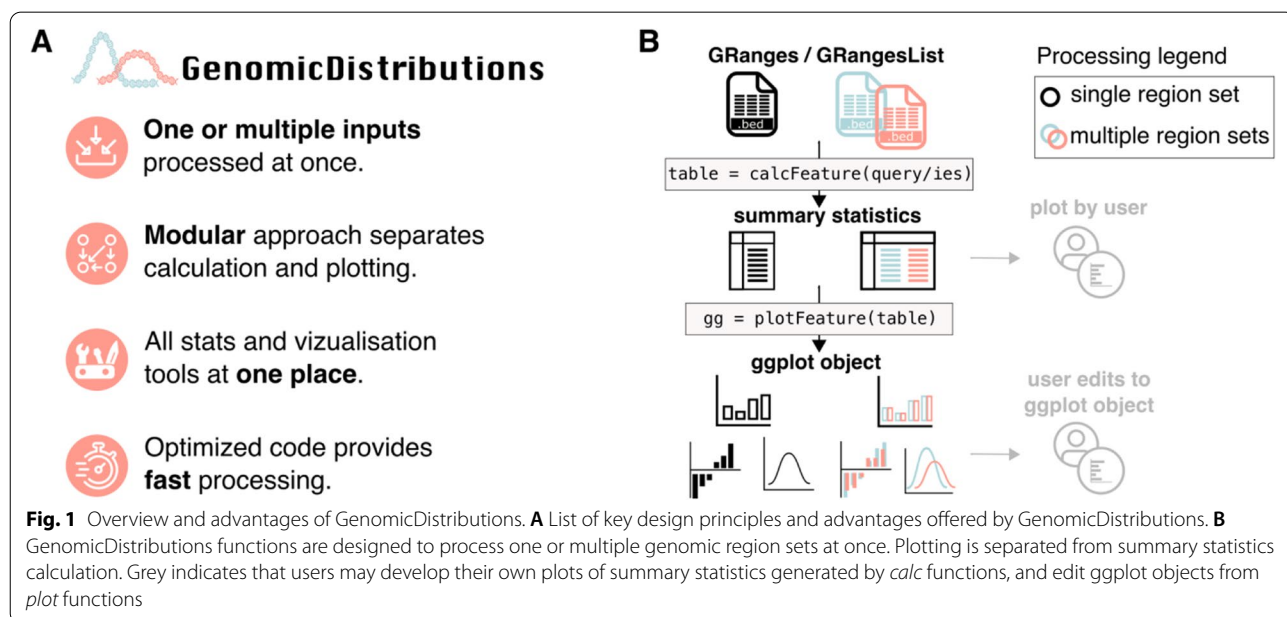 A
GenomicDistributions
One or multiple inputs
processed at once.
Modular approach separates
calculation and plotting.
All stats and vizualisation
tools at one place.
Optimized code provides
fast processing.
B
GRanges / GRangesList
.bed
.bed
.bed
table = calcFeature(query/ies)
summary statistics
gg = plotFeature(table)
ggplot object
Processing legend
single region set
multiple region sets
plot by user
user edits to
ggplot object
Fig. 1 Overview and advantages of GenomicDistributions. A List of key design principles and advantages offered by GenomicDistributions. B
GenomicDistributions functions are designed to process one or multiple genomic region sets at once. Plotting is separated from summary statistics
calculation. Grey indicates that users may develop their own plots of summary statistics generated by calc functions, and edit ggplot objects from
plot functions